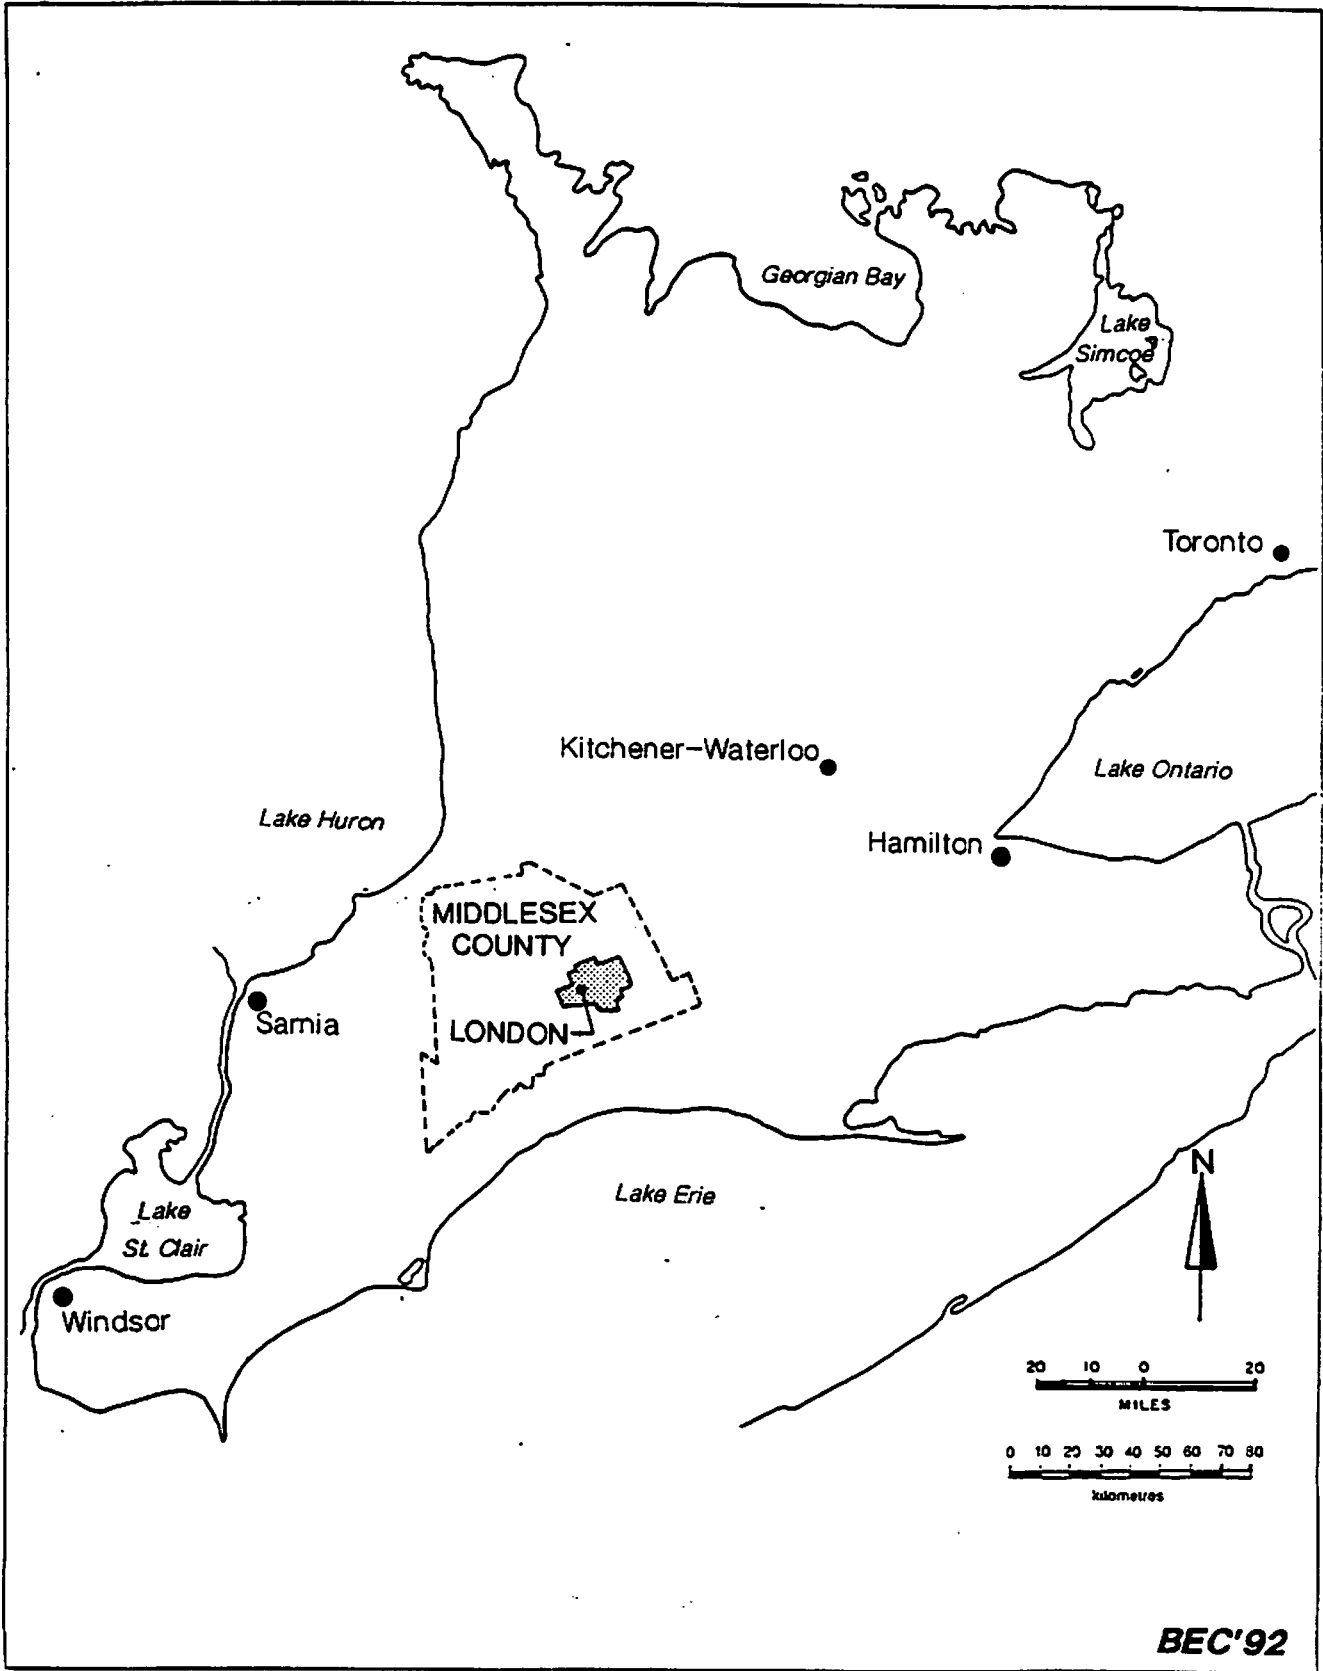 Georgian Bay
Lake
Simcoe
Toronto
Kitchener-Waterloo
Lake Ontario
Lake Huron
Hamilton
MIDDLESEX
COUNTY
LONDON
Sarnia
Lake Erie
N
Lake
St. Clair
Windsor
20 10 0 20
MILES
0 10 20 30 40 50 60 70 80
kilometres
BEC'92